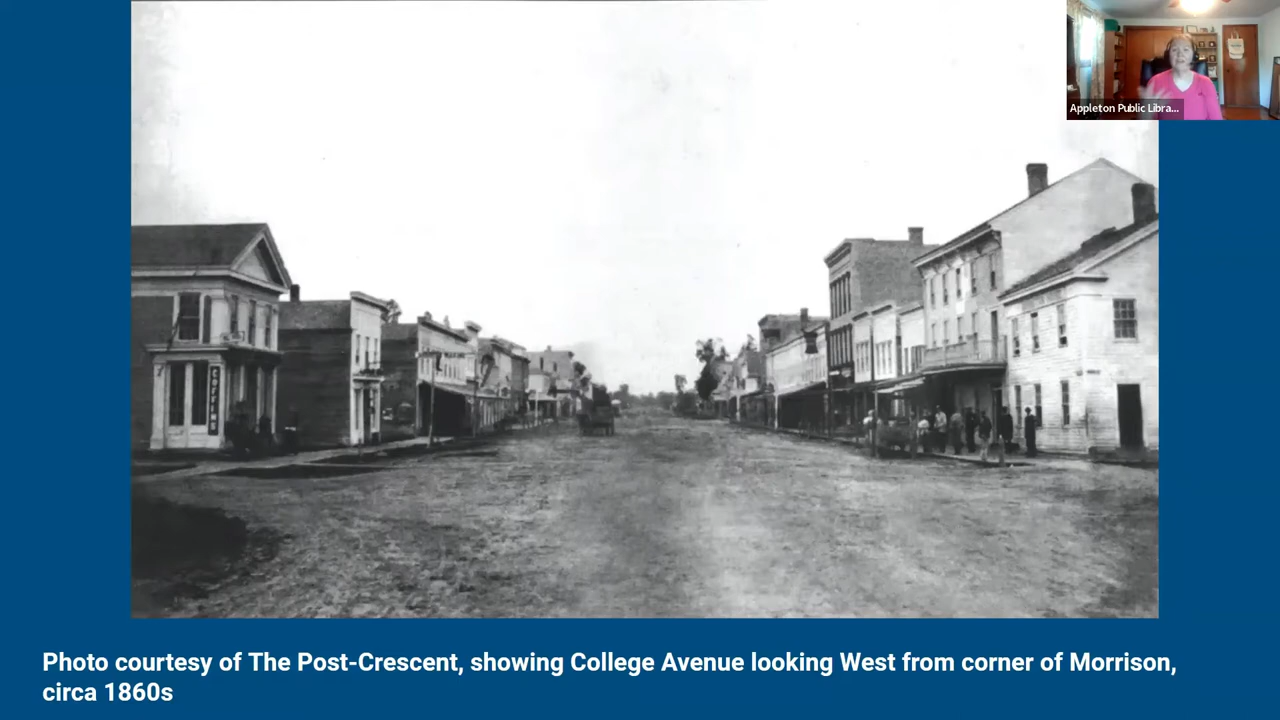 Appleton Public Libra...
COFFINS
Photo courtesy of The Post-Crescent, showing College Avenue looking West from corner of Morrison,
circa 1860s